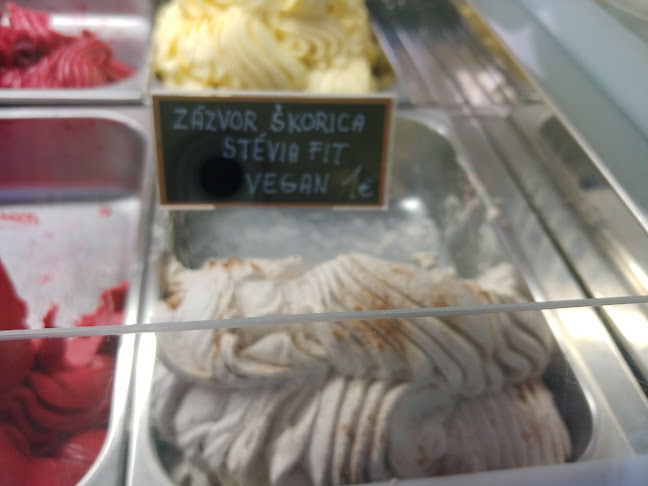 ZÁZVOR ŠKORICA
STÉVIA FIT
VEGAN 1€